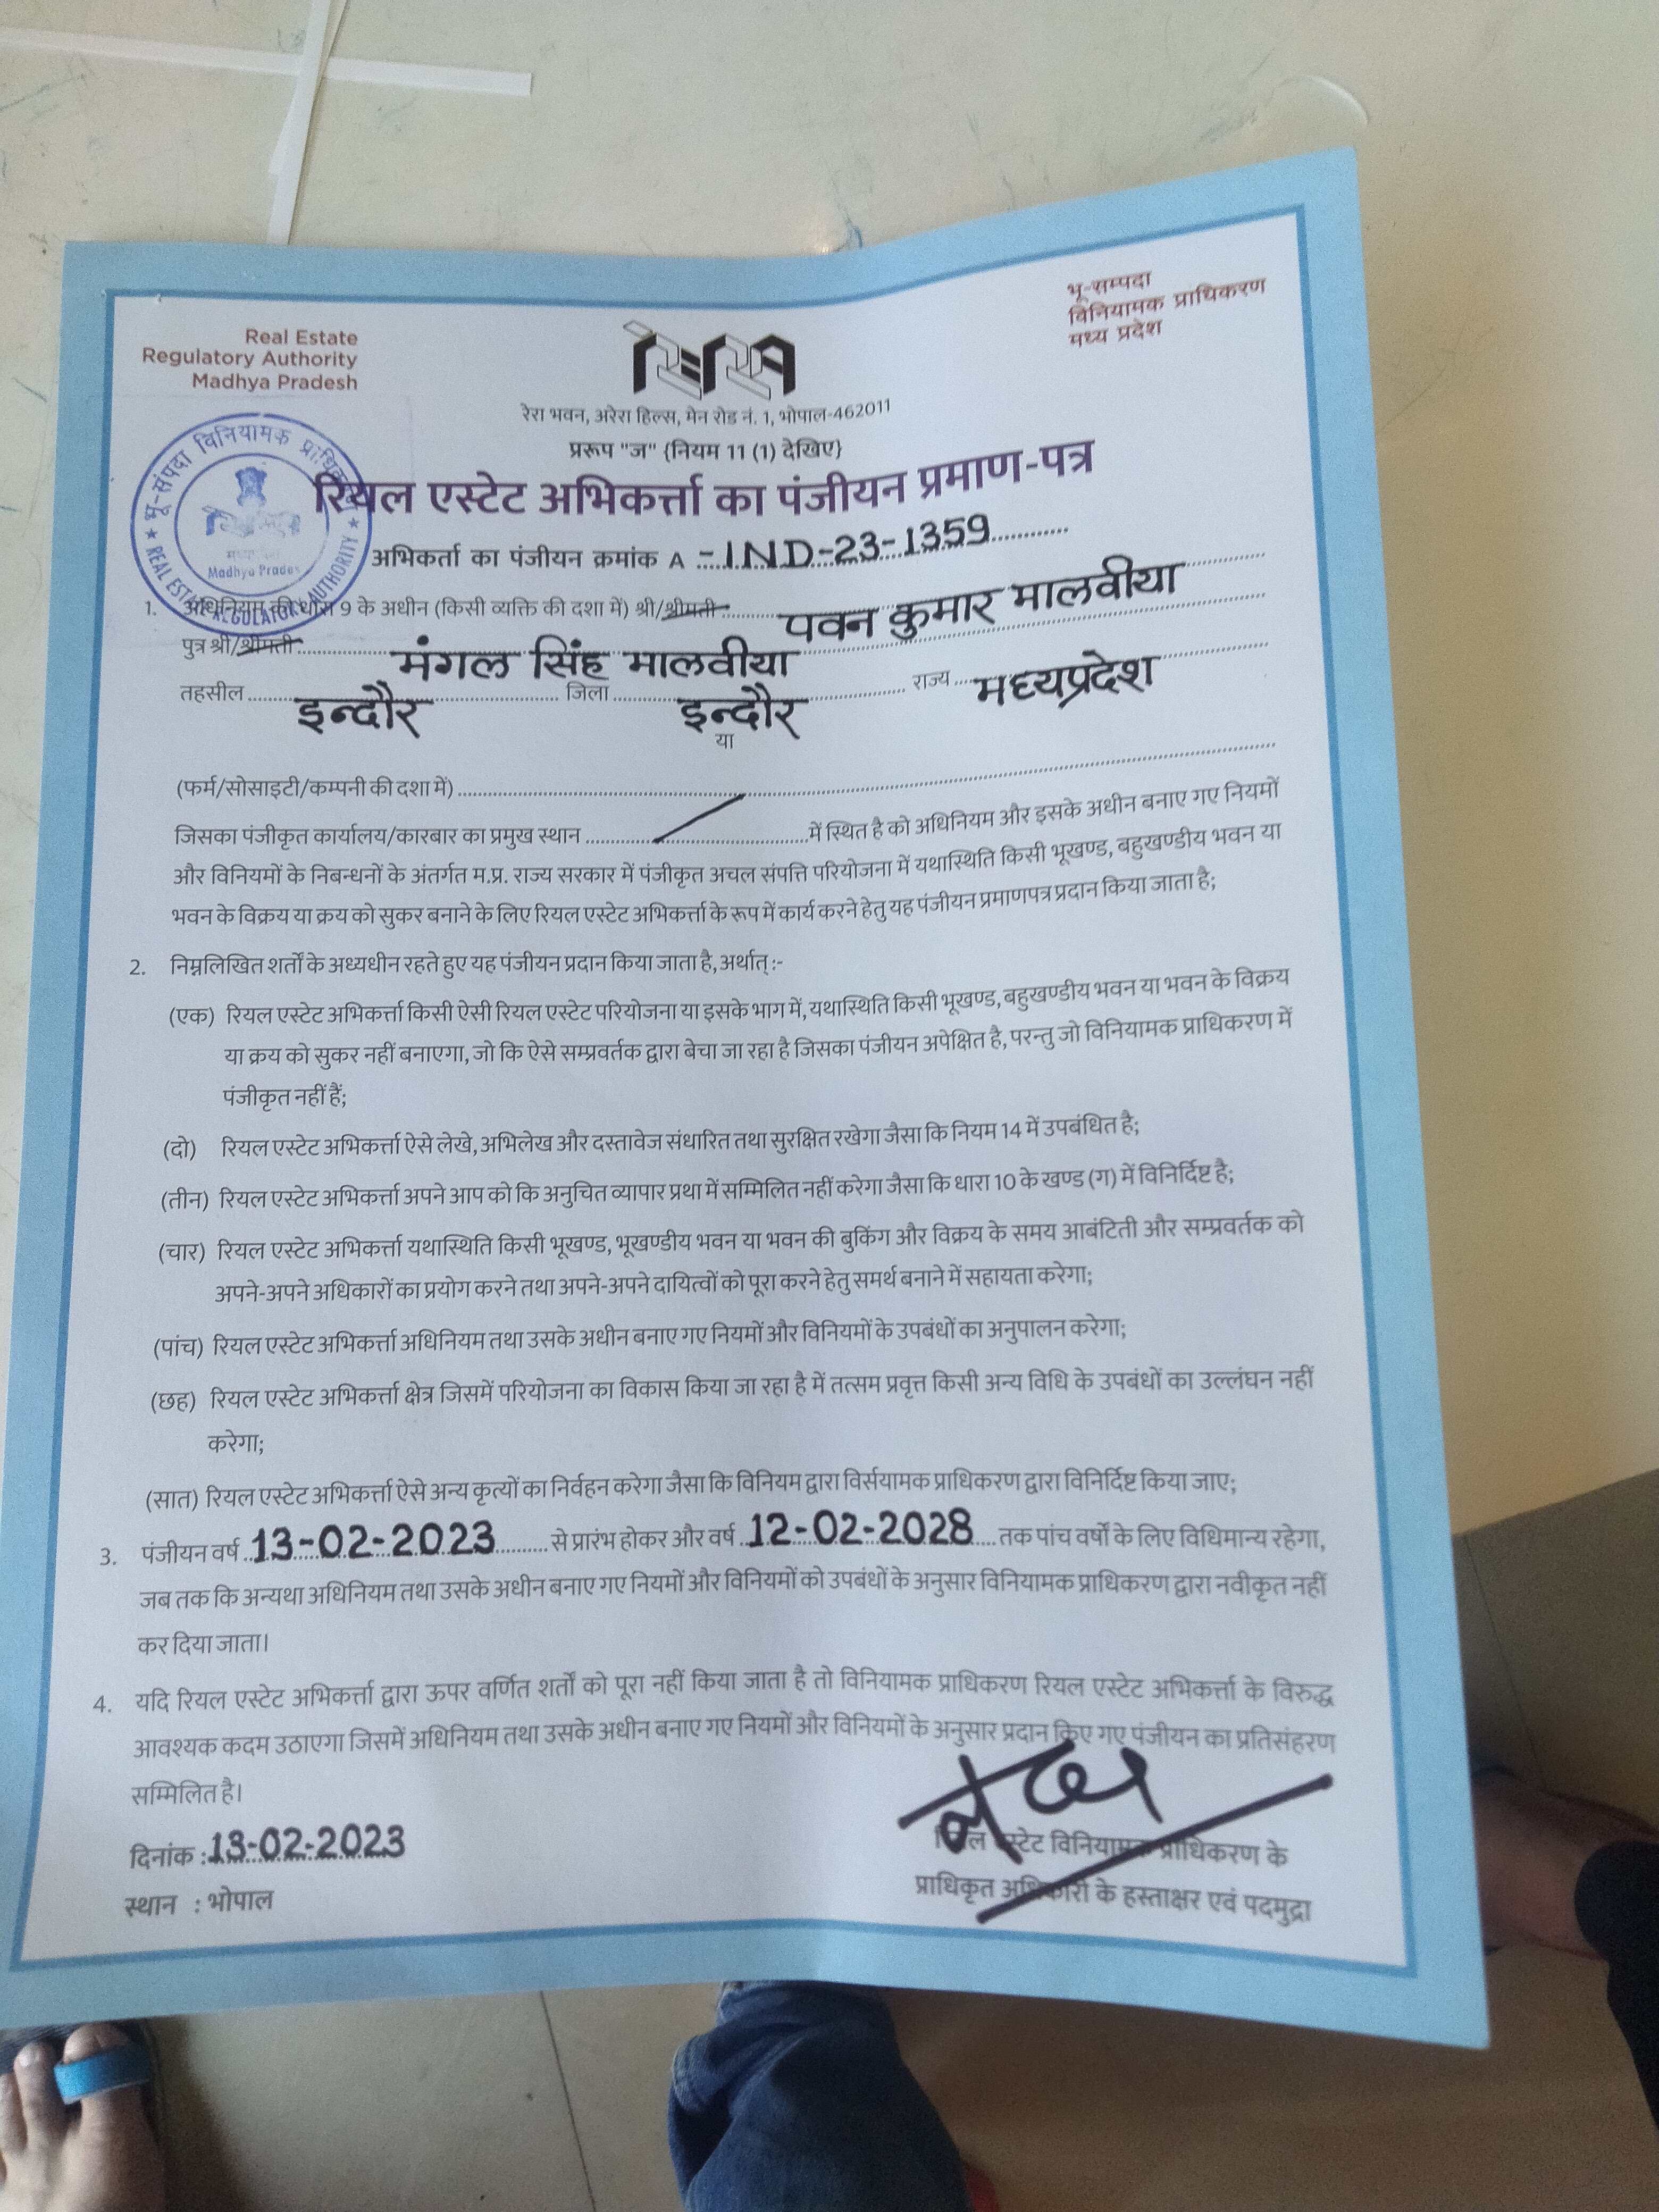 Real Estate
Regulatory Authority
Madhya Pradesh
भू-सम्पदा
विनियामक प्राधिकरण
मध्य प्रदेश
RERA
रेरा भवन, अरेरा हिल्स, मेन रोड नं. 1, भोपाल-462011
प्ररूप "ज" {नियम 11 (1) देखिए}
रियल एस्टेट अभिकर्त्ता का पंजीयन प्रमाण-पत्र
भू-संपदा विनियामक
Madhya Prades
REAL ESTATE REGULATORY AUTHORITY
अभिकर्ता का पंजीयन क्रमांक A -IND-23-1359
1. अधिनियम की धारा 9 के अधीन (किसी व्यक्ति की दशा में) श्री/श्रीमती पवन कुमार मालवीया
पुत्र श्री/श्रीमती मंगल सिंह मालवीया
तहसील इन्दौर जिला इन्दौर राज्य मध्यप्रदेश
या
(फर्म/सोसाइटी/कम्पनी की दशा में)
जिसका पंजीकृत कार्यालय/कारबार का प्रमुख स्थान में स्थित है को अधिनियम और इसके अधीन बनाए गए नियमों
और विनियमों के निबन्धनों के अंतर्गत म.प्र. राज्य सरकार में पंजीकृत अचल संपत्ति परियोजना में यथास्थिति किसी भूखण्ड, बहुखण्डीय भवन या
भवन के विक्रय या क्रय को सुकर बनाने के लिए रियल एस्टेट अभिकर्त्ता के रूप में कार्य करने हेतु यह पंजीयन प्रमाणपत्र प्रदान किया जाता है;
2. निम्नलिखित शर्तों के अध्यधीन रहते हुए यह पंजीयन प्रदान किया जाता है, अर्थात् :-
(एक) रियल एस्टेट अभिकर्त्ता किसी ऐसी रियल एस्टेट परियोजना या इसके भाग में, यथास्थिति किसी भूखण्ड, बहुखण्डीय भवन या भवन के विक्रय
या क्रय को सुकर नहीं बनाएगा, जो कि ऐसे सम्प्रवर्तक द्वारा बेचा जा रहा है जिसका पंजीयन अपेक्षित है, परन्तु जो विनियामक प्राधिकरण में
पंजीकृत नहीं हैं;
(दो) रियल एस्टेट अभिकर्त्ता ऐसे लेखे, अभिलेख और दस्तावेज संधारित तथा सुरक्षित रखेगा जैसा कि नियम 14 में उपबंधित है;
(तीन) रियल एस्टेट अभिकर्त्ता अपने आप को कि अनुचित व्यापार प्रथा में सम्मिलित नहीं करेगा जैसा कि धारा 10 के खण्ड (ग) में विनिर्दिष्ट है;
(चार) रियल एस्टेट अभिकर्त्ता यथास्थिति किसी भूखण्ड, भूखण्डीय भवन या भवन की बुकिंग और विक्रय के समय आबंटिती और सम्प्रवर्तक को
अपने-अपने अधिकारों का प्रयोग करने तथा अपने-अपने दायित्वों को पूरा करने हेतु समर्थ बनाने में सहायता करेगा;
(पांच) रियल एस्टेट अभिकर्त्ता अधिनियम तथा उसके अधीन बनाए गए नियमों और विनियमों के उपबंधों का अनुपालन करेगा;
(छह) रियल एस्टेट अभिकर्त्ता क्षेत्र जिसमें परियोजना का विकास किया जा रहा है में तत्सम प्रवृत्त किसी अन्य विधि के उपबंधों का उल्लंघन नहीं
करेगा;
(सात) रियल एस्टेट अभिकर्त्ता ऐसे अन्य कृत्यों का निर्वहन करेगा जैसा कि विनियम द्वारा विर्सयामक प्राधिकरण द्वारा विनिर्दिष्ट किया जाए;
3. पंजीयन वर्ष 13-02-2023 से प्रारंभ होकर और वर्ष 12-02-2028 तक पांच वर्षों के लिए विधिमान्य रहेगा,
जब तक कि अन्यथा अधिनियम तथा उसके अधीन बनाए गए नियमों और विनियमों को उपबंधों के अनुसार विनियामक प्राधिकरण द्वारा नवीकृत नहीं
कर दिया जाता।
4. यदि रियल एस्टेट अभिकर्त्ता द्वारा ऊपर वर्णित शर्तों को पूरा नहीं किया जाता है तो विनियामक प्राधिकरण रियल एस्टेट अभिकर्त्ता के विरुद्ध
आवश्यक कदम उठाएगा जिसमें अधिनियम तथा उसके अधीन बनाए गए नियमों और विनियमों के अनुसार प्रदान किए गए पंजीयन का प्रतिसंहरण
सम्मिलित है।
दिनांक : 13-02-2023
स्थान : भोपाल
रियल एस्टेट विनियामक प्राधिकरण के
प्राधिकृत अधिकारी के हस्ताक्षर एवं पदमुद्रा